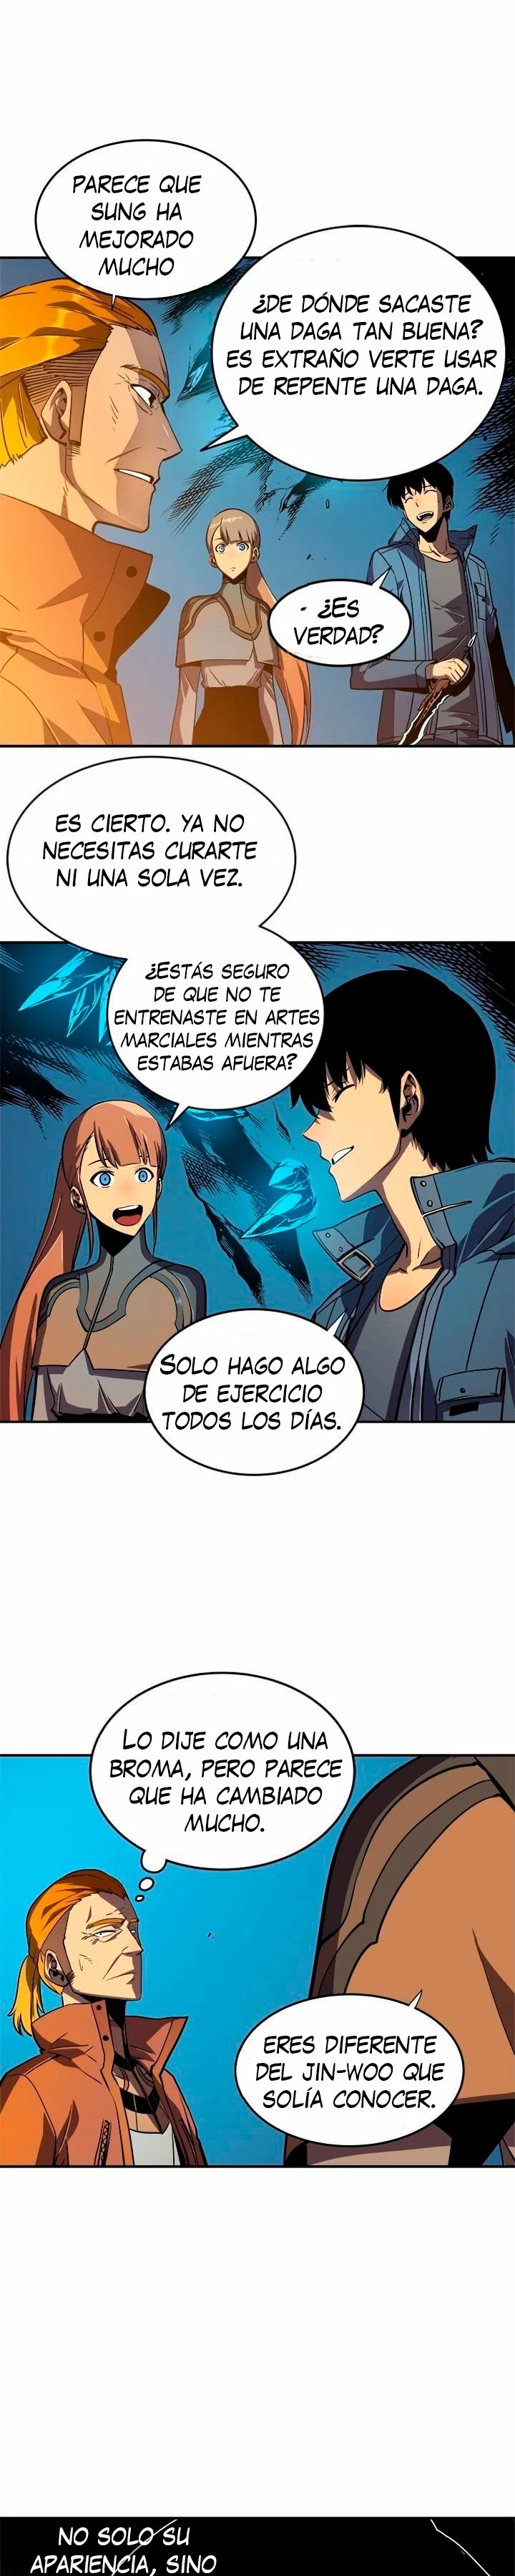 PARECE QUE
SUNG HA
MEJORADO
MUCHO
¿DE DÓNDE SACASTE
UNA DAGA TAN BUENA?
ES EXTRAÑO VERTE USAR
DE REPENTE UNA DAGA.
¿ES
VERDAD?
ES CIERTO. YA NO
NECESITAS CURARTE
NI UNA SOLA VEZ.
¿ESTÁS SEGURO
DE QUE NO TE
ENTRENASTE EN ARTES
MARCIALES MIENTRAS
ESTABAS AFUERA?
SOLO HAGO ALGO
DE EJERCICIO
TODOS LOS DÍAS.
LO DIJE COMO UNA
BROMA, PERO PARECE
QUE HA CAMBIADO
MUCHO.
ERES DIFERENTE
DEL JIN-WOO QUE
SOLÍA CONOCER.
NO SOLO SU
APARIENCIA, SINO